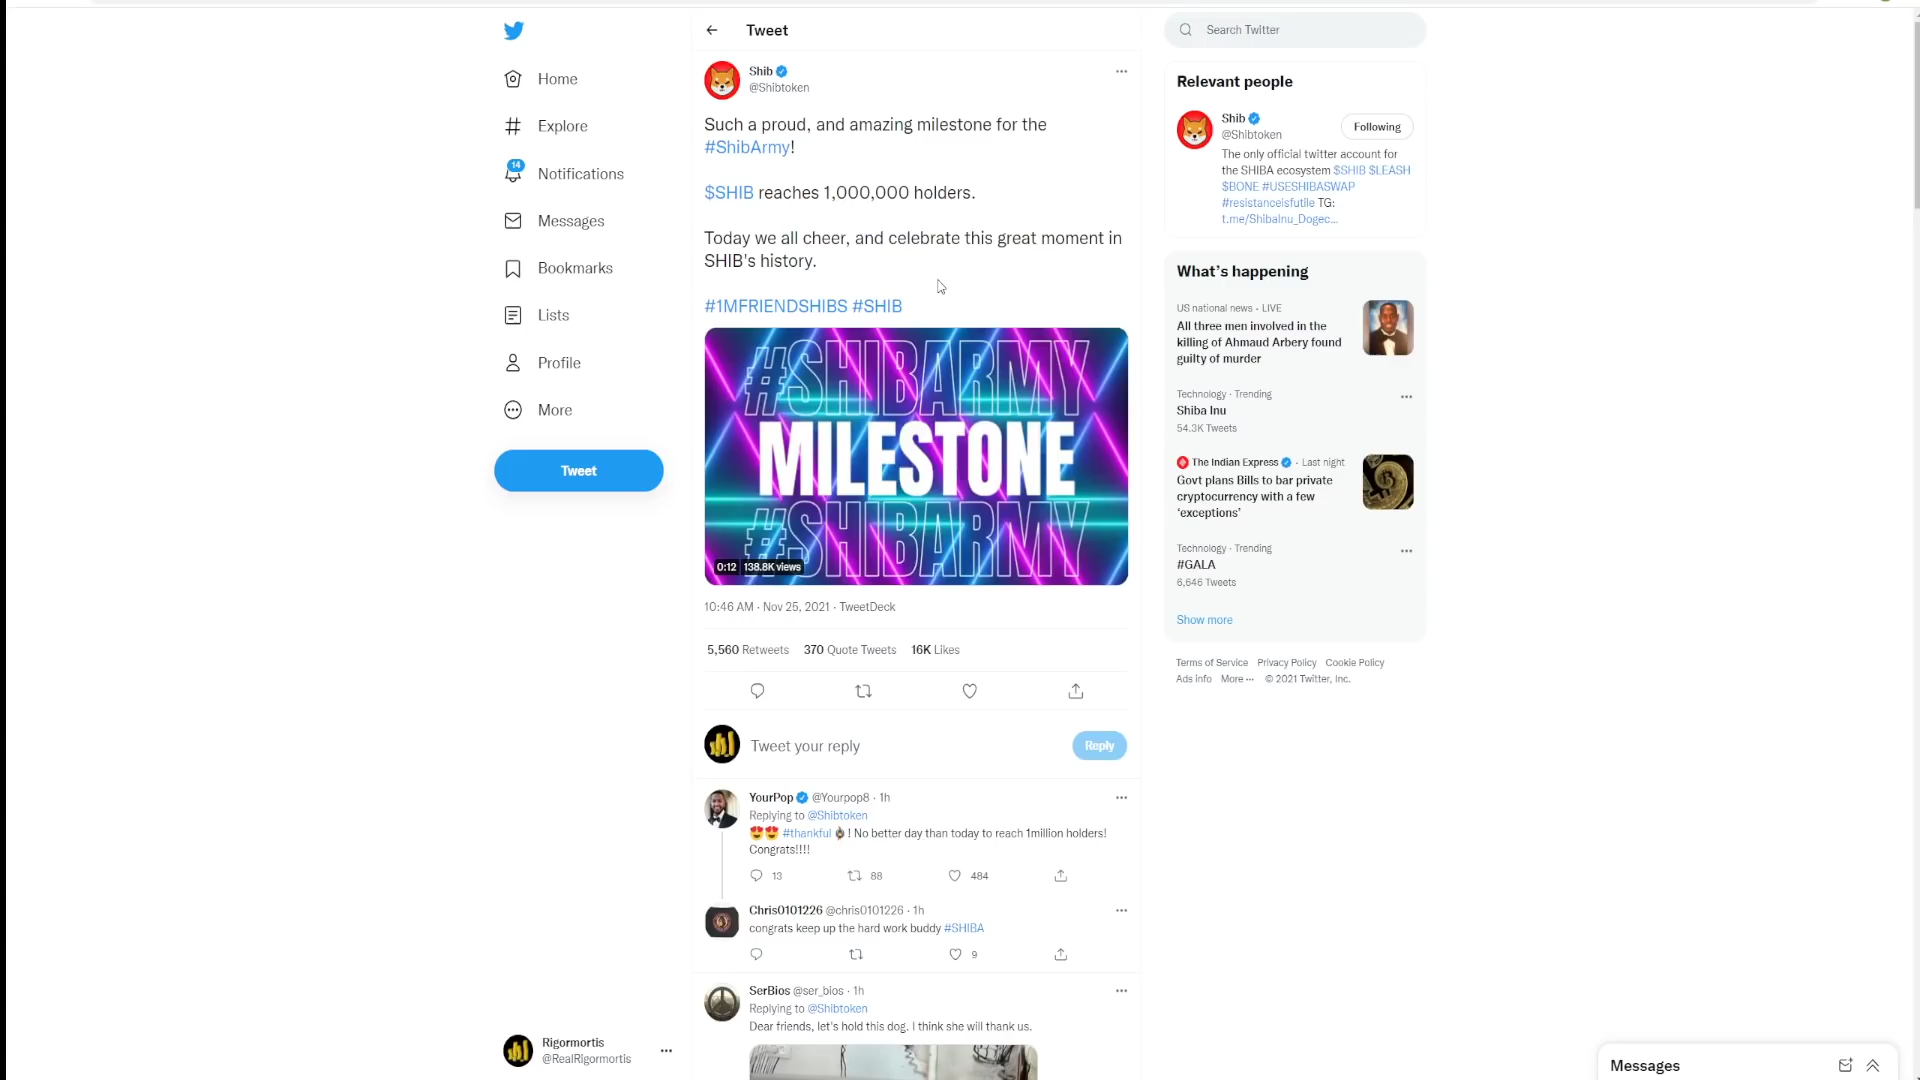 Home
Explore
14
Notifications
Messages
Bookmarks
Lists
Profile
More
Tweet
Rigormortis
@RealRigormortis
Tweet
Shib
@Shibtoken
Such a proud, and amazing milestone for the
#ShibArmy!
$SHIB reaches 1,000,000 holders.
Today we all cheer, and celebrate this great moment in
SHIB's history.
#1MFRIENDSHIBS #SHIB
#SHIBARMY
MILESTONE
#SHIBARMY
0:12 138.8K views
10:46 AM · Nov 25, 2021 · TweetDeck
5,560 Retweets 370 Quote Tweets 16K Likes
Tweet your reply
Reply
YourPop @Yourpop8 · 1h
Replying to @Shibtoken
😍😍 #thankful ! No better day than today to reach 1million holders!
Congrats!!!!
13 88 484
Chris0101226 @chris0101226 · 1h
congrats keep up the hard work buddy #SHIBA
9
SerBios @ser_bios · 1h
Replying to @Shibtoken
Dear friends, let's hold this dog. I think she will thank us.
Search Twitter
Relevant people
Shib
@Shibtoken
Following
The only official twitter account for
the SHIBA ecosystem $SHIB $LEASH
$BONE #USESHIBASWAP
#resistanceisfutile TG:
t.me/ShibaInu_Dogec...
What's happening
US national news · LIVE
All three men involved in the
killing of Ahmaud Arbery found
guilty of murder
Technology · Trending
Shiba Inu
54.3K Tweets
The Indian Express · Last night
Govt plans Bills to bar private
cryptocurrency with a few
‘exceptions’
Technology · Trending
#GALA
6,646 Tweets
Show more
Terms of Service Privacy Policy Cookie Policy
Ads info More ··· © 2021 Twitter, Inc.
Messages